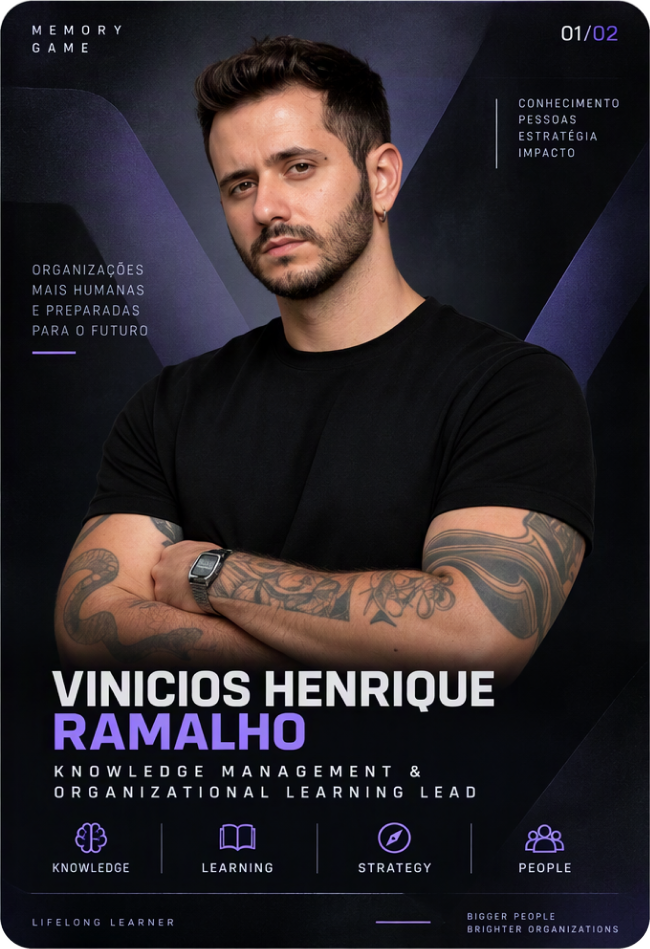 MEMORY
GAME
01/02
CONHECIMENTO
PESSOAS
ESTRATÉGIA
IMPACTO
ORGANIZAÇÕES
MAIS HUMANAS
E PREPARADAS
PARA O FUTURO
VINICIOS HENRIQUE
RAMALHO
KNOWLEDGE MANAGEMENT &
ORGANIZATIONAL LEARNING LEAD
KNOWLEDGE
LEARNING
STRATEGY
PEOPLE
LIFELONG LEARNER
BIGGER PEOPLE
BRIGHTER ORGANIZATIONS